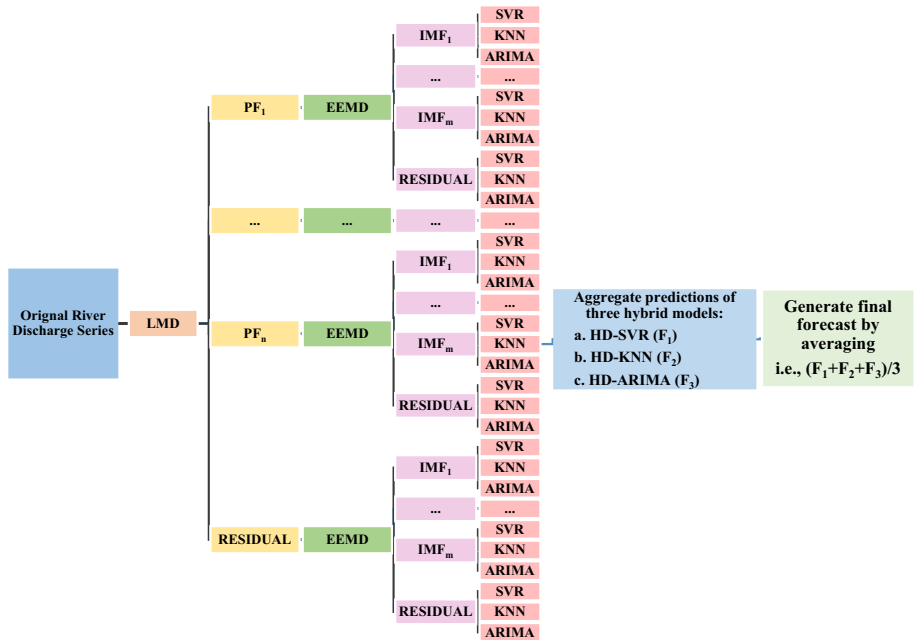 Orignal River
Discharge Series
LMD
PF₁
EEMD
IMF₁
SVR
KNN
ARIMA
...
...
IMFₘ
SVR
KNN
ARIMA
RESIDUAL
SVR
KNN
ARIMA
...
...
...
...
PFₙ
EEMD
IMF₁
SVR
KNN
ARIMA
...
...
IMFₘ
SVR
KNN
ARIMA
RESIDUAL
SVR
KNN
ARIMA
RESIDUAL
EEMD
IMF₁
SVR
KNN
ARIMA
...
...
IMFₘ
SVR
KNN
ARIMA
RESIDUAL
SVR
KNN
ARIMA
Aggregate predictions of
three hybrid models:
a. HD-SVR (F₁)
b. HD-KNN (F₂)
c. HD-ARIMA (F₃)
Generate final
forecast by
averaging
i.e., (F₁+F₂+F₃)/3